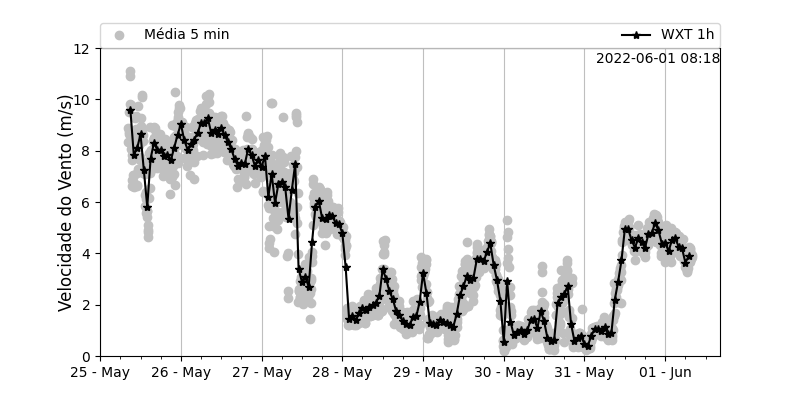 Média 5 min
WXT 1h
2022-06-01 08:18
Velocidade do Vento (m/s)
12
10
8
6
4
2
0
25 - May
26 - May
27 - May
28 - May
29 - May
30 - May
31 - May
01 - Jun